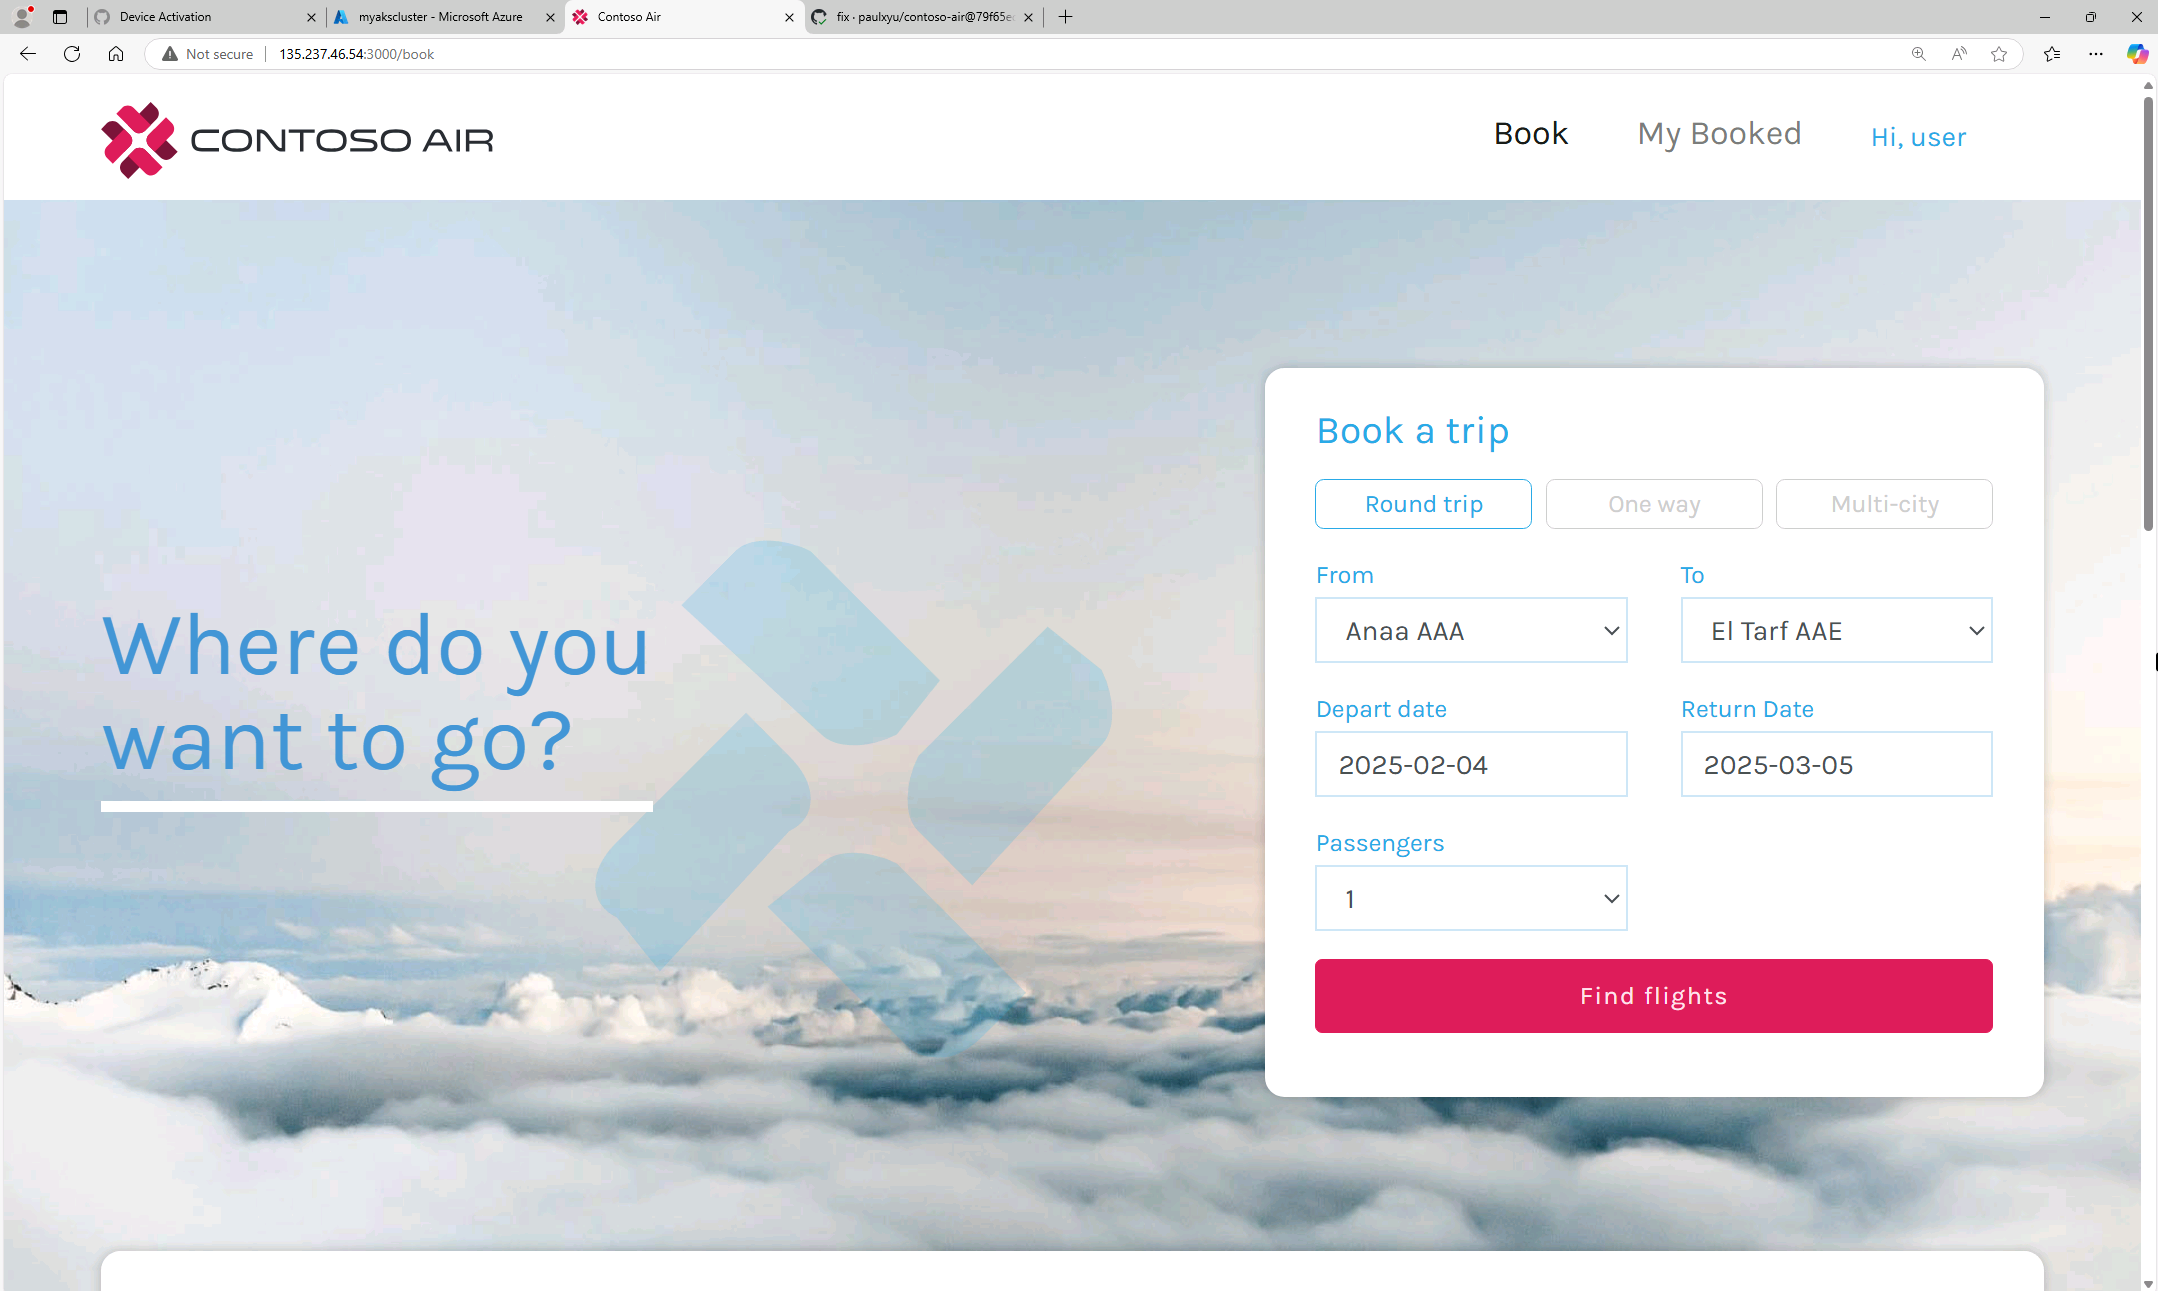 Device Activation
myakscluster - Microsoft Azure
Contoso Air
fix · paulxyu/contoso-air@79f65e
Not secure
135.237.46.54:3000/book
CONTOSO AIR
Book
My Booked
Hi, user
Where do you
want to go?
Book a trip
Round trip
One way
Multi-city
From
To
Anaa AAA
El Tarf AAE
Depart date
Return Date
2025-02-04
2025-03-05
Passengers
1
Find flights